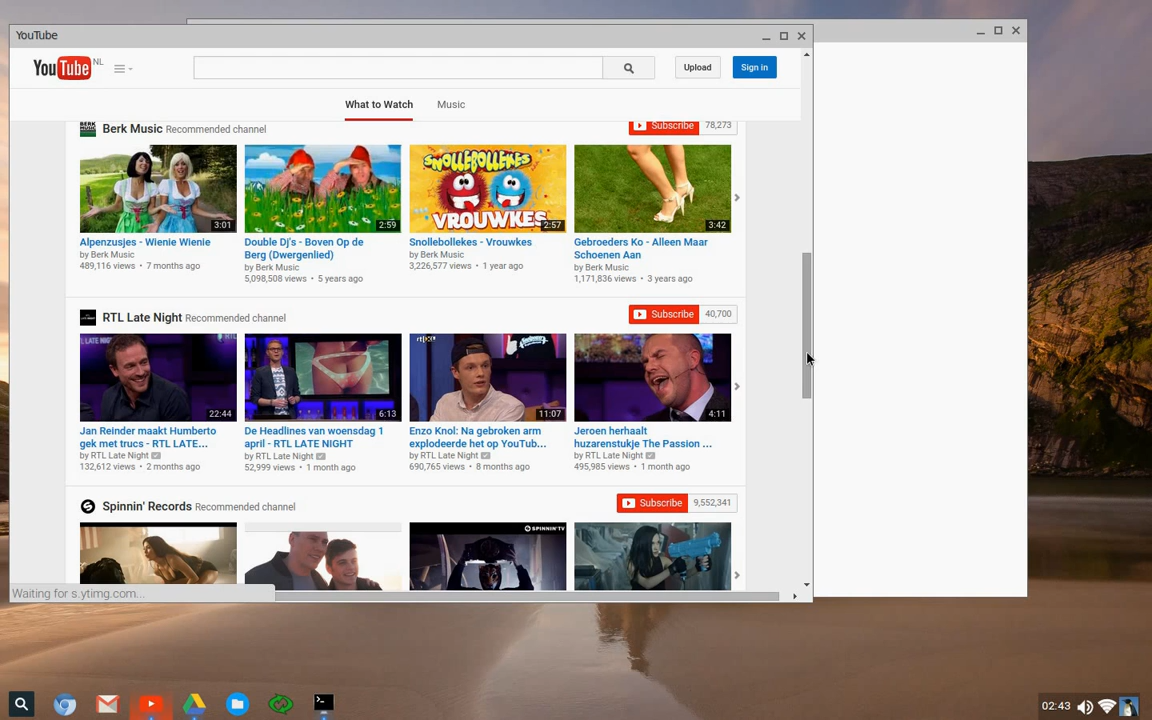 YouTube
YouTube NL
Upload
Sign in
What to Watch
Music
Berk Music Recommended channel
Subscribe 78,273
3:01
2:59
SNOLLEBOLLEKES
VROUWKES
2:57
3:42
Alpenzusjes - Wienie Wienie
by Berk Music
489,116 views • 7 months ago
Double Dj's - Boven Op de
Berg (Dwergenlied)
by Berk Music
5,098,508 views • 5 years ago
Snollebollekes - Vrouwkes
by Berk Music
3,226,577 views • 1 year ago
Gebroeders Ko - Alleen Maar
Schoenen Aan
by Berk Music
1,171,836 views • 3 years ago
RTL Late Night Recommended channel
Subscribe 40,700
22:44
6:13
11:07
4:11
Jan Reinder maakt Humberto
gek met trucs - RTL LATE...
by RTL Late Night
132,612 views • 2 months ago
De Headlines van woensdag 1
april - RTL LATE NIGHT
by RTL Late Night
52,999 views • 1 month ago
Enzo Knol: Na gebroken arm
explodeerde het op YouTub...
by RTL Late Night
690,765 views • 8 months ago
Jeroen herhaalt
huzarenstukje The Passion ...
by RTL Late Night
495,985 views • 1 month ago
Spinnin' Records Recommended channel
Subscribe 9,552,341
SPINNIN' TV
Waiting for s.ytimg.com...
02:43